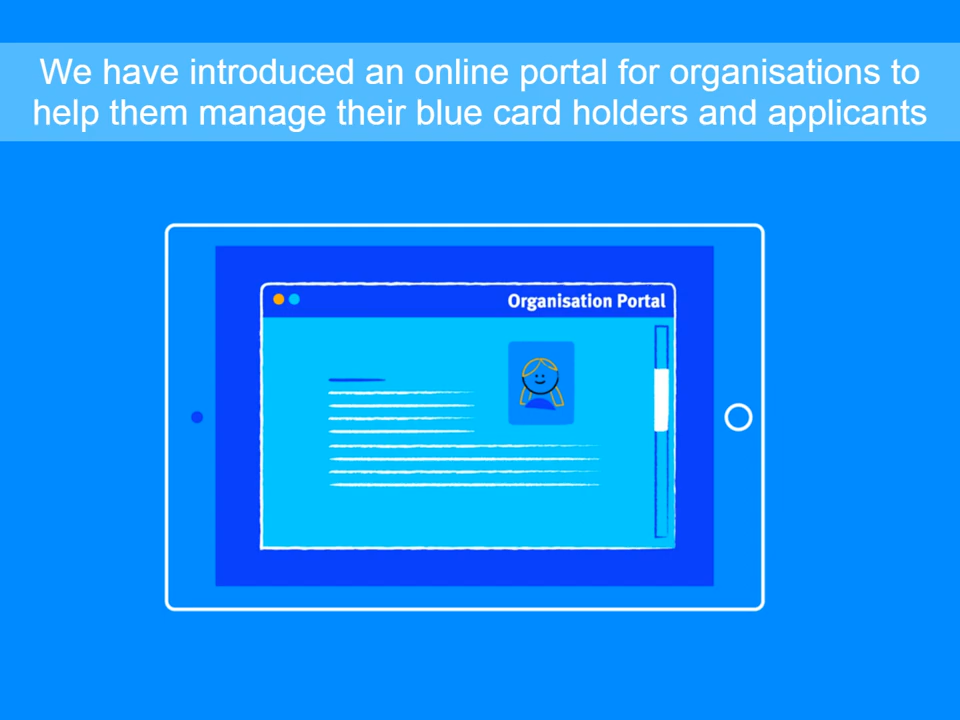 We have introduced an online portal for organisations to
help them manage their blue card holders and applicants
Organisation Portal